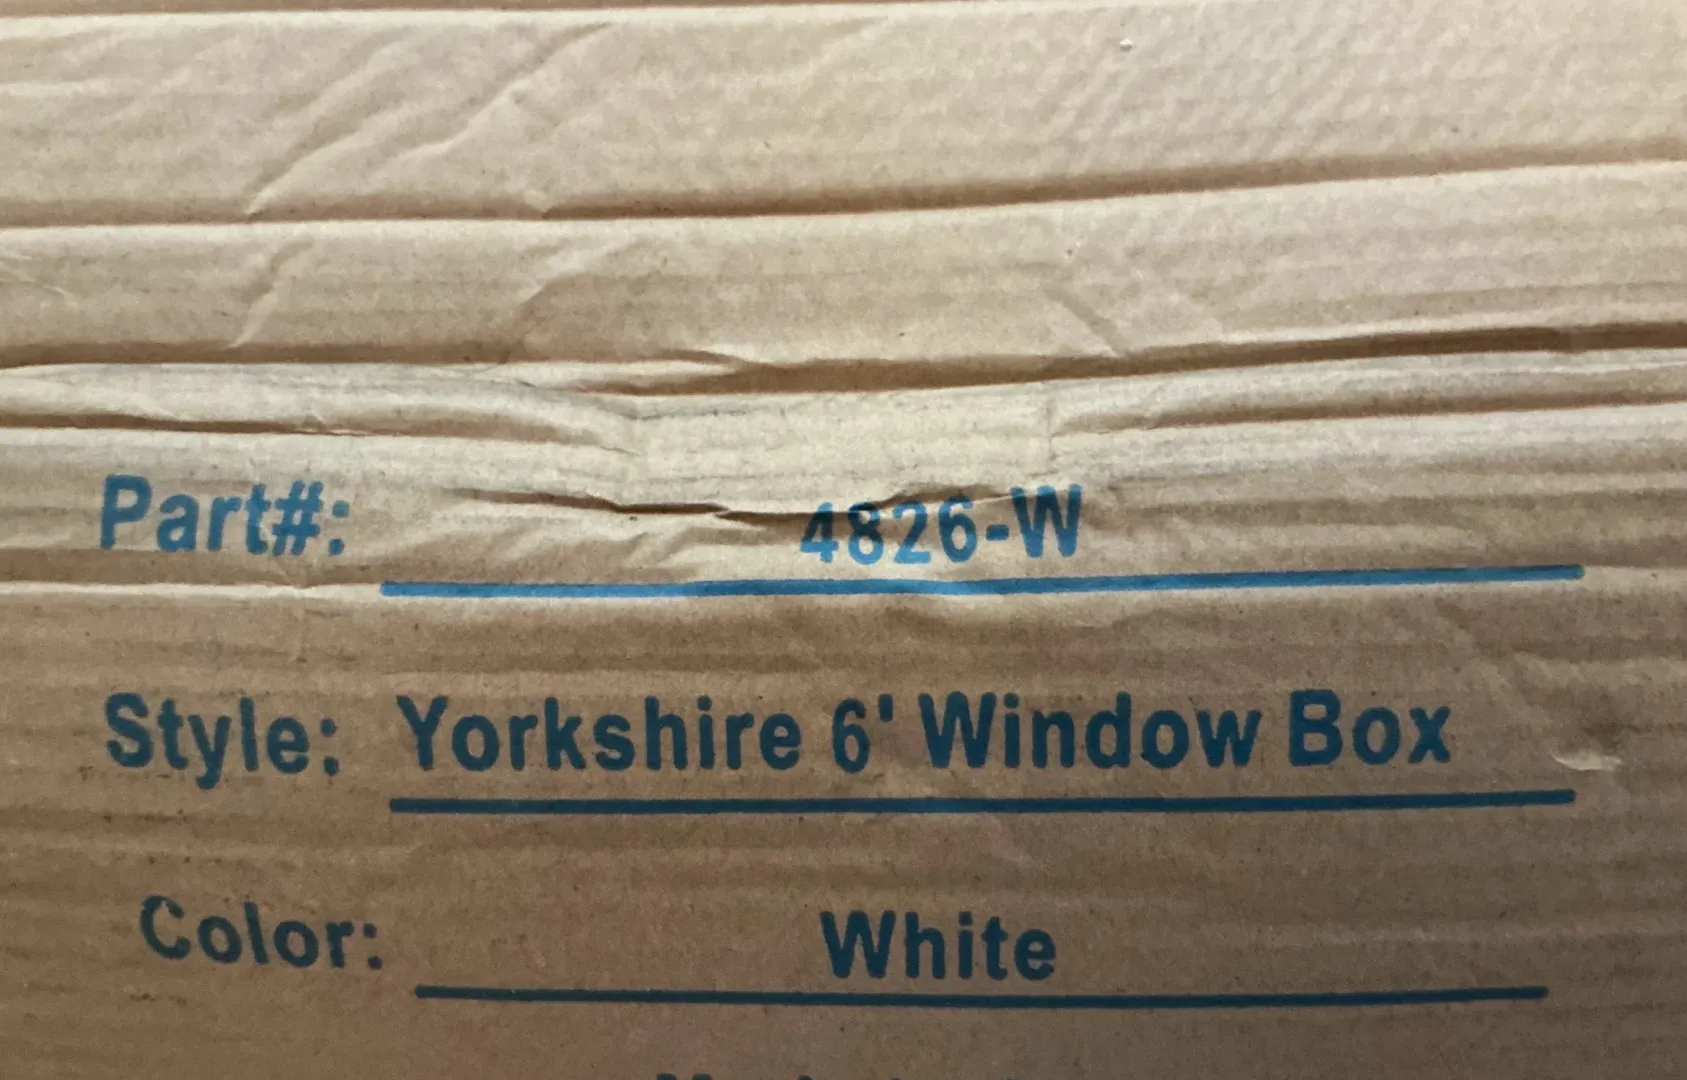 Part#: 4826-W
Style: Yorkshire 6' Window Box
Color: White